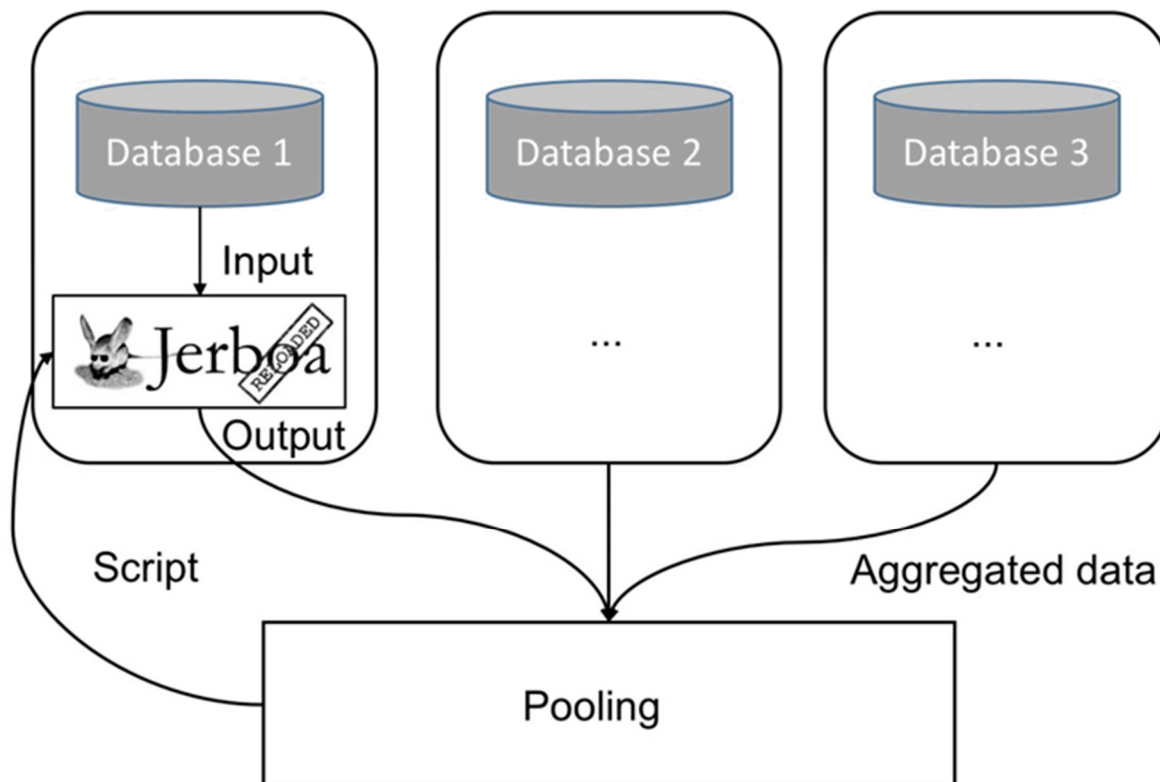 Database 1
Database 2
Database 3
Input
Jerboa
RELOADED
...
...
Output
Script
Aggregated data
Pooling